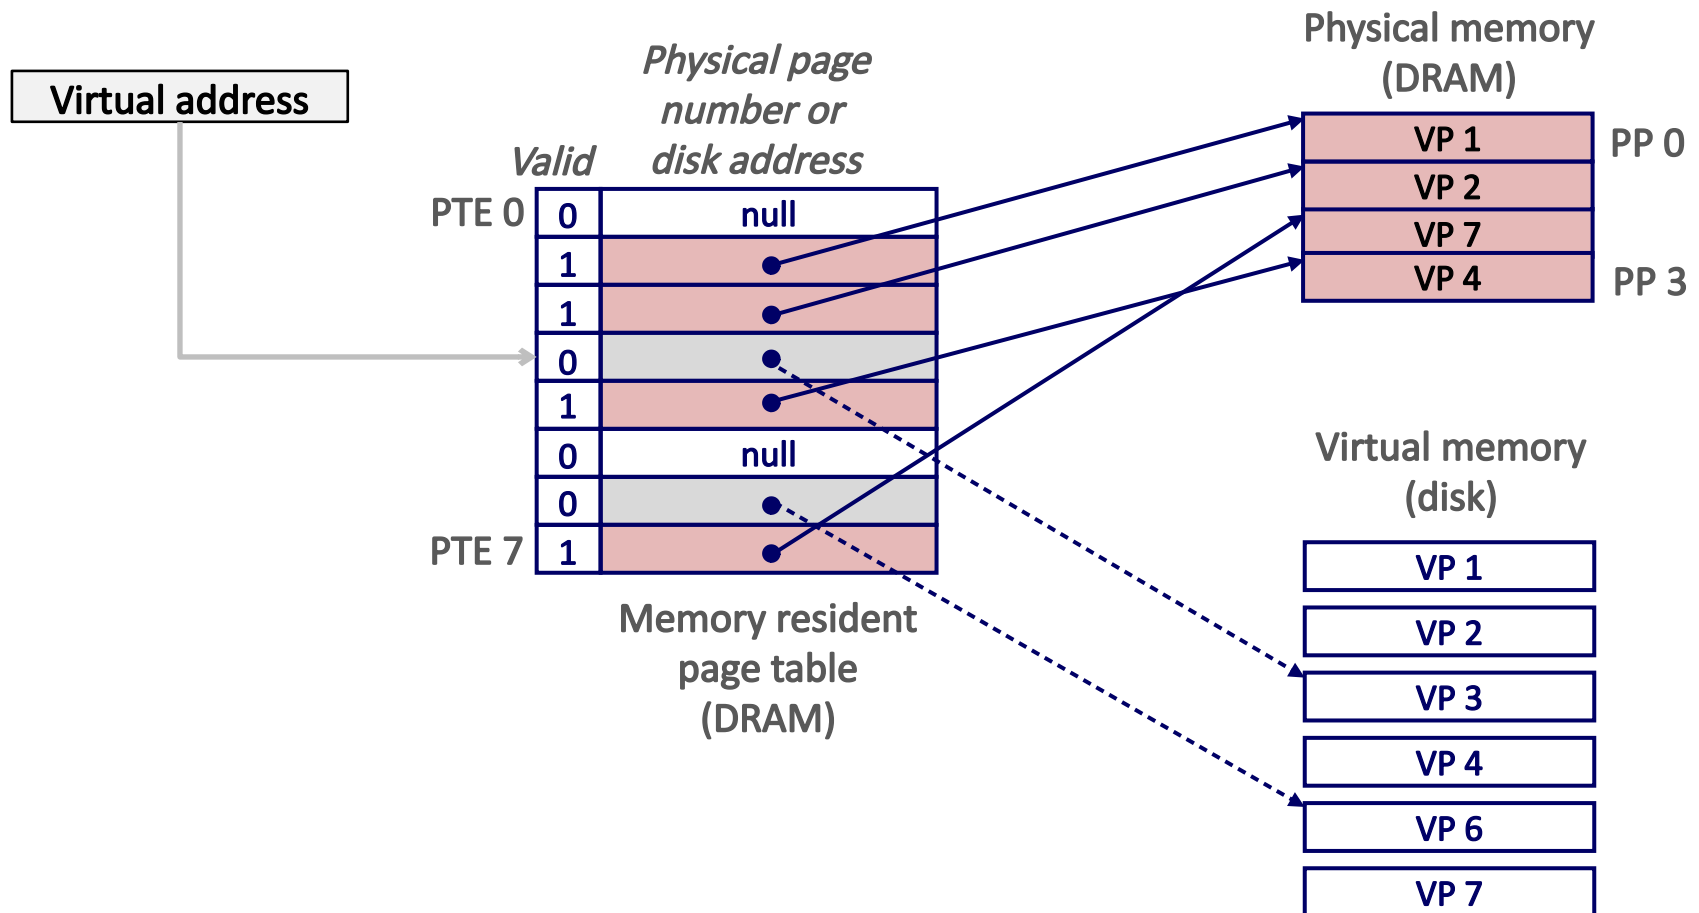 Virtual address
Physical page
number or
disk address
Valid
PTE 0
0
null
1
1
0
1
0
null
0
PTE 7
1
Memory resident
page table
(DRAM)
Physical memory
(DRAM)
VP 1
PP 0
VP 2
VP 7
VP 4
PP 3
Virtual memory
(disk)
VP 1
VP 2
VP 3
VP 4
VP 6
VP 7